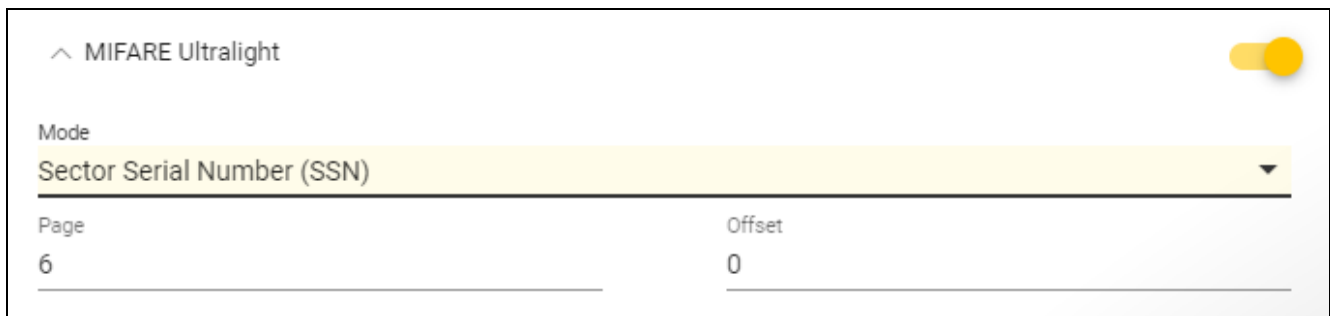 MIFARE Ultralight
Mode
Sector Serial Number (SSN)
Page
Offset
6
0